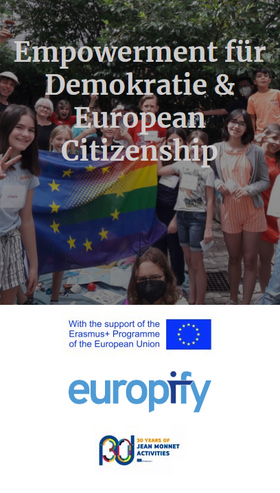 Empowerment für
Demokratie &
European
Citizenship
With the support of the
Erasmus+ Programme
of the European Union
europify
30 YEARS OF
JEAN MONNET
ACTIVITIES